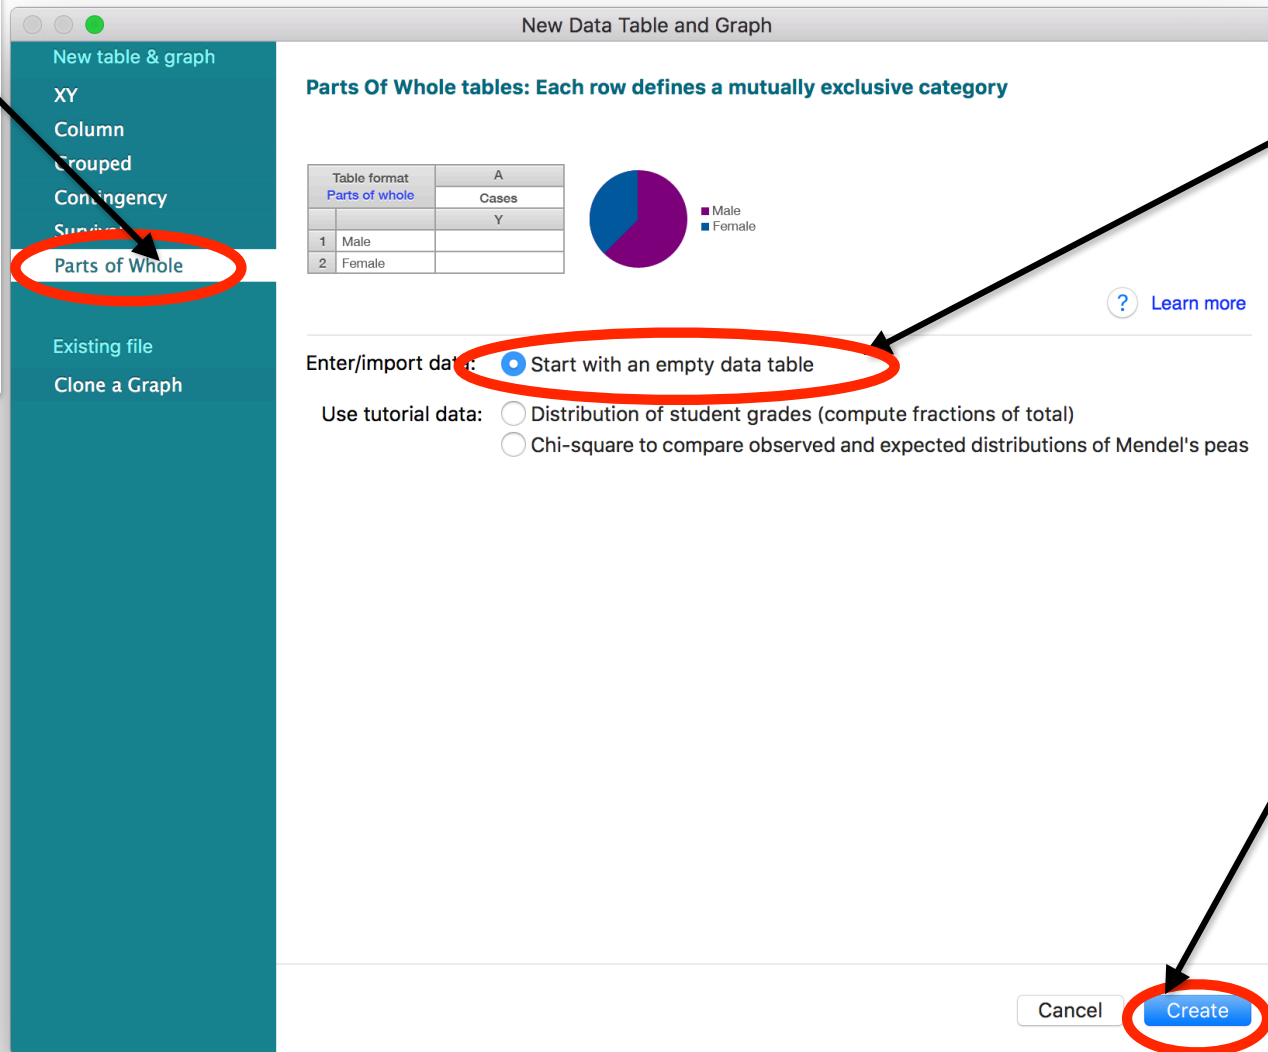 New Data Table and Graph
New table & graph
XY
Column
Grouped
Contingency
Survival
Parts of Whole
Existing file
Clone a Graph
Parts Of Whole tables: Each row defines a mutually exclusive category
Table format
Parts of whole
A
Cases
Y
1 Male
2 Female
Male
Female
? Learn more
Enter/import data: Start with an empty data table
Use tutorial data: Distribution of student grades (compute fractions of total)
Chi-square to compare observed and expected distributions of Mendel's peas
Cancel
Create